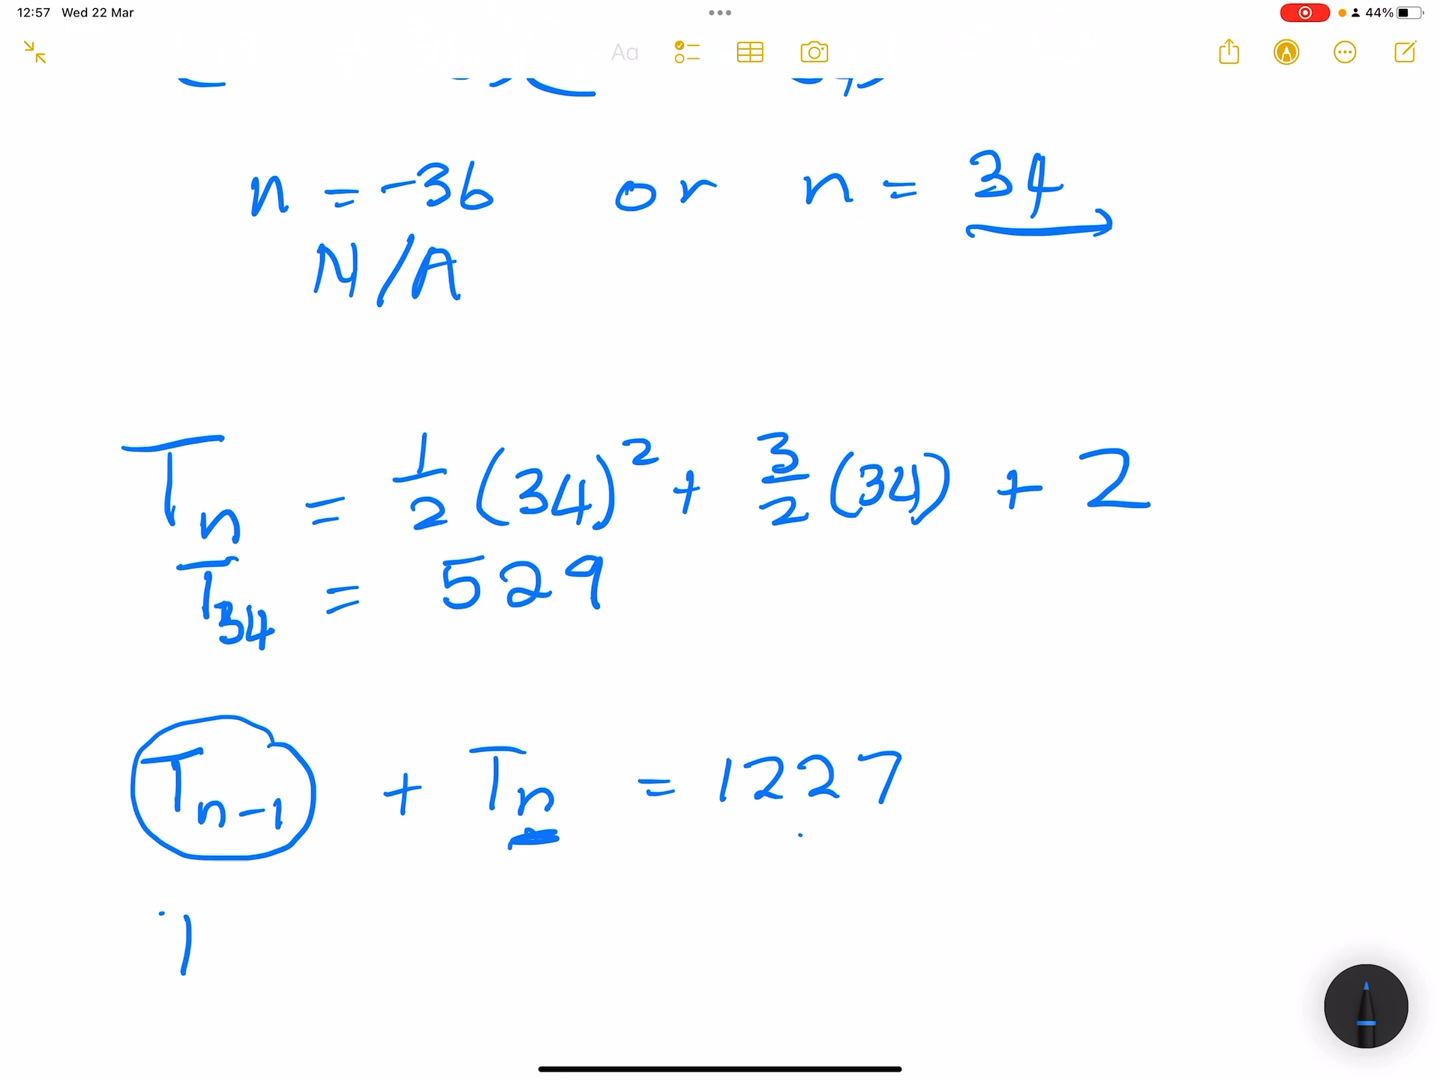 12:57 Wed 22 Mar 44%
Aa
n = -36 or n = 34
N/A
Tn = 1/2 (34)² + 3/2 (34) + 2
T34 = 529
Tn-1 + Tn = 1227